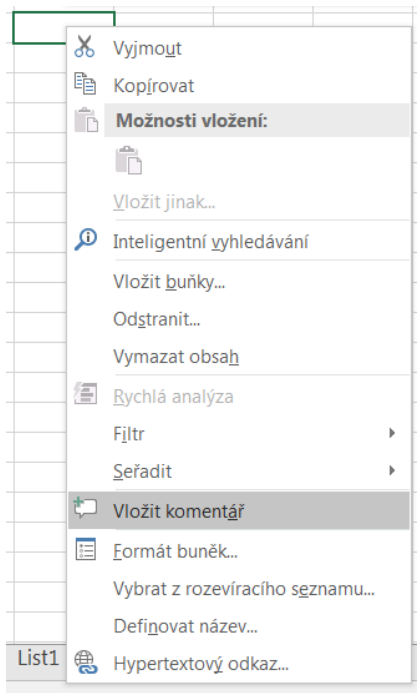 Vyjmout
Kopírovat
Možnosti vložení:
Vložit jinak...
Inteligentní vyhledávání
Vložit buňky...
Odstranit...
Vymazat obsah
Rychlá analýza
Filtr
Seřadit
Vložit komentář
Formát buněk...
Vybrat z rozevíracího seznamu...
Definovat název...
List1
Hypertextový odkaz...